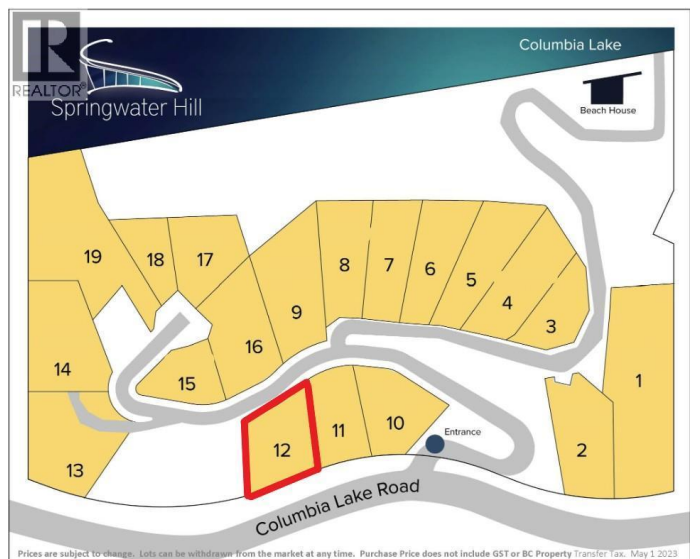 R
REALTOR®
Springwater Hill
Columbia Lake
Beach House
19
18
17
8
7
6
5
4
3
9
16
14
15
1
13
12
11
10
Entrance
2
Columbia Lake Road
Prices are subject to change. Lots can be withdrawn from the market at any time. Purchase Price does not include GST or BC Property Transfer Tax. May 1 2023